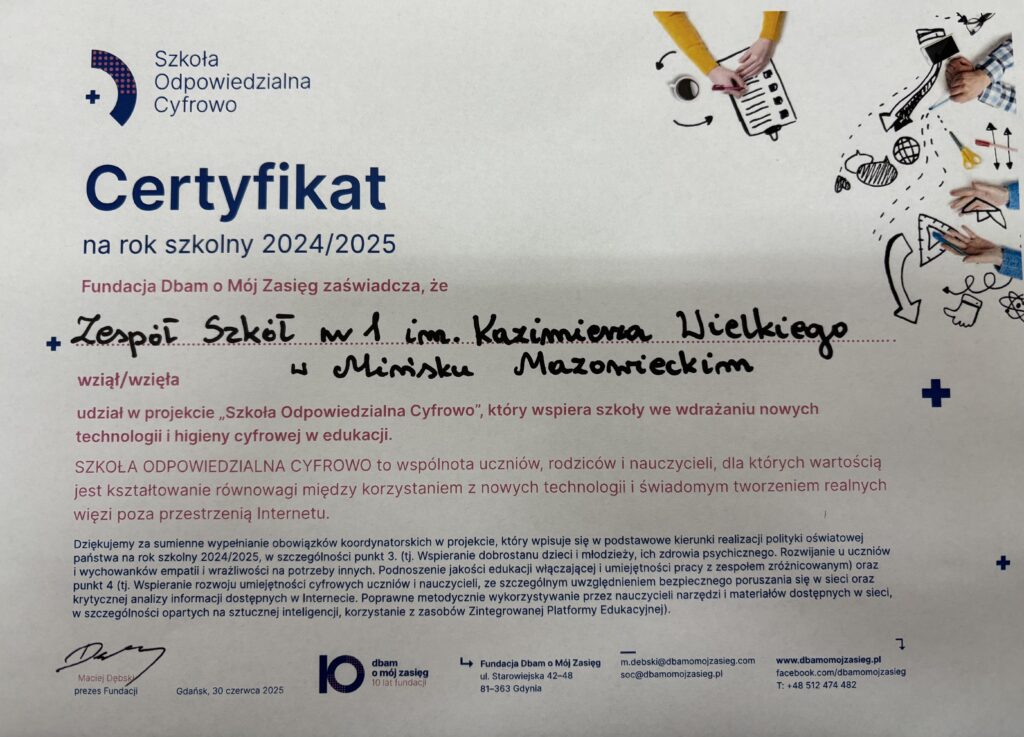 Szkoła
Odpowiedzialna
Cyfrowo
Certyfikat
na rok szkolny 2024/2025
Fundacja Dbam o Mój Zasięg zaświadcza, że
Zespół Szkół nr 1 im. Kazimierza Wielkiego
w Mińsku Mazowieckim
wziął/wzięła
udział w projekcie „Szkoła Odpowiedzialna Cyfrowo”, który wspiera szkoły we wdrażaniu nowych
technologii i higieny cyfrowej w edukacji.
SZKOŁA ODPOWIEDZIALNA CYFROWO to wspólnota uczniów, rodziców i nauczycieli, dla których wartością
jest kształtowanie równowagi między korzystaniem z nowych technologii i świadomym tworzeniem realnych
więzi poza przestrzenią Internetu.
Dziękujemy za sumienne wypełnianie obowiązków koordynatorskich w projekcie, który wpisuje się w podstawowe kierunki realizacji polityki oświatowej
państwa na rok szkolny 2024/2025, w szczególności punkt 3. (tj. Wspieranie dobrostanu dzieci i młodzieży, ich zdrowia psychicznego. Rozwijanie u uczniów
i wychowanków empatii i wrażliwości na potrzeby innych. Podnoszenie jakości edukacji włączającej i umiejętności pracy z zespołem zróżnicowanym) oraz
punkt 4 (tj. Wspieranie rozwoju umiejętności cyfrowych uczniów i nauczycieli, ze szczególnym uwzględnieniem bezpiecznego poruszania się w sieci oraz
krytycznej analizy informacji dostępnych w Internecie. Poprawne metodycznie wykorzystywanie przez nauczycieli narzędzi i materiałów dostępnych w sieci,
w szczególności opartych na sztucznej inteligencji, korzystanie z zasobów Zintegrowanej Platformy Edukacyjnej).
Maciej Dębski
prezes Fundacji
Gdańsk, 30 czerwca 2025
10
dbam
o mój zasięg
10 lat fundacji
Fundacja Dbam o Mój Zasięg
ul. Starowiejska 42–48
81–363 Gdynia
m.debski@dbamomojzasieg.com
soc@dbamomojzasieg.pl
www.dbamomojzasieg.pl
facebook.com/dbamomojzasieg
T: +48 512 474 482